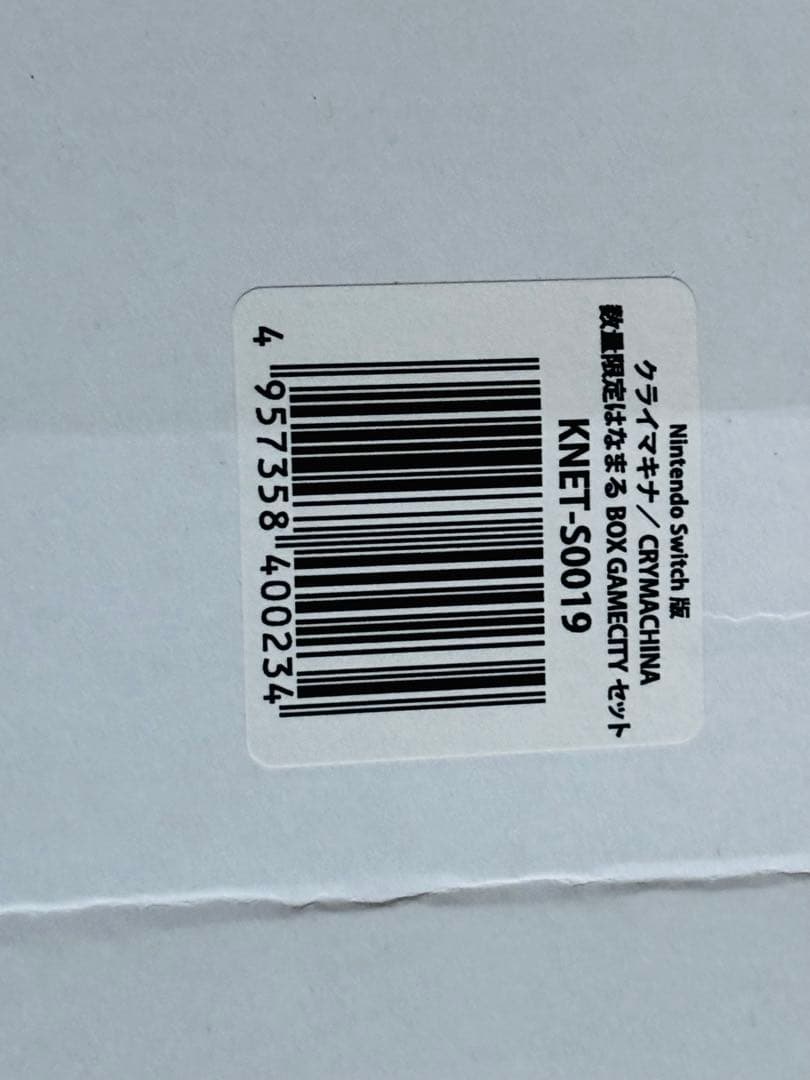 Nintendo Switch 版
クライマキナ／CRYMACHINA
数量限定はなまる BOX GAMECITY セット
KNET-S0019
4 957358 400234